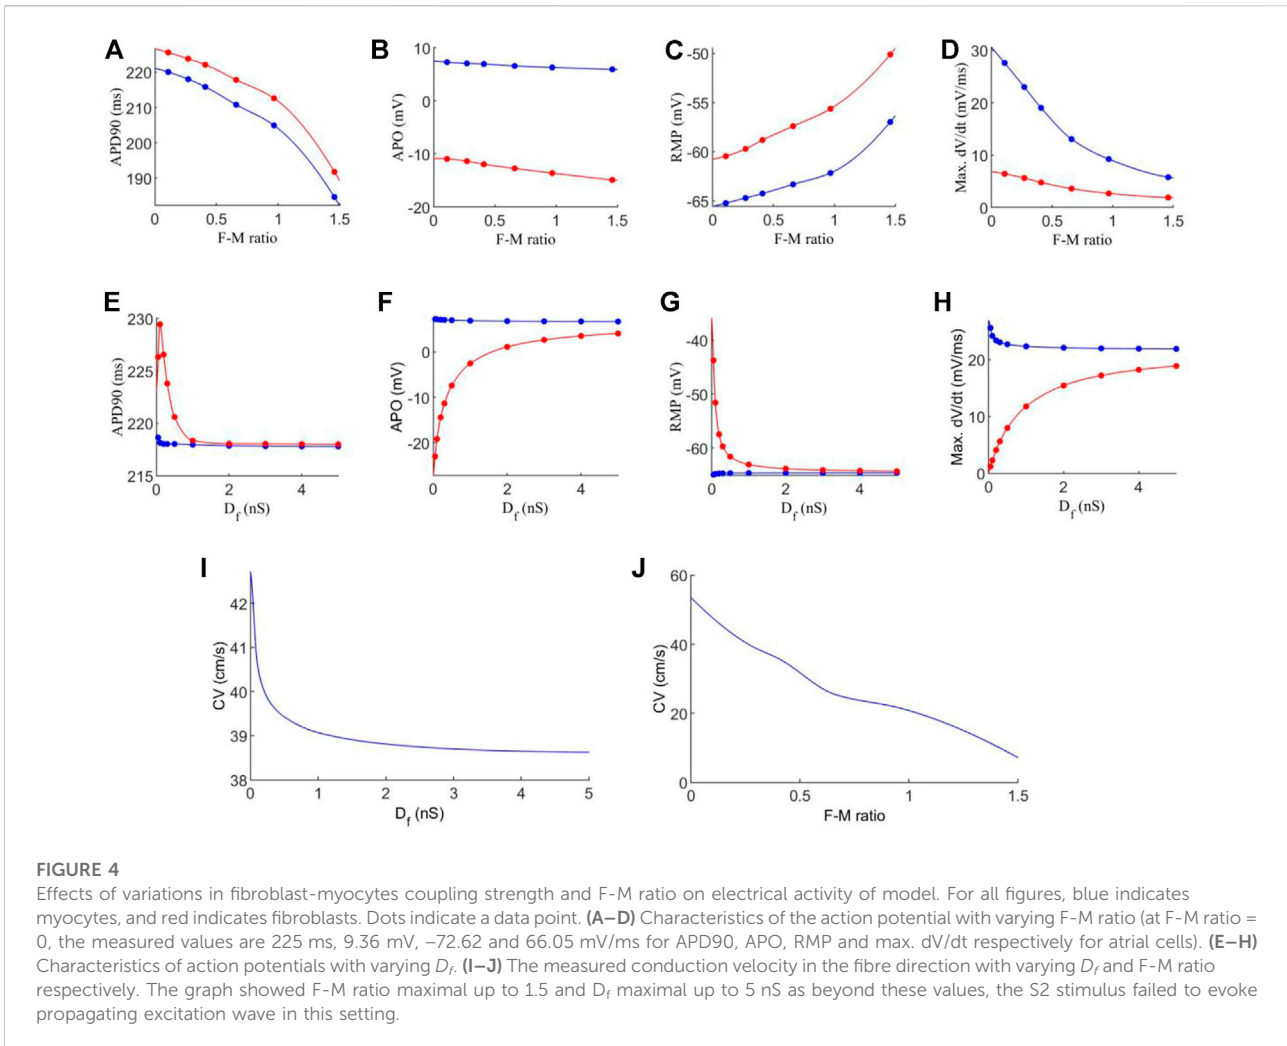 A
APD90 (ms)
220
210
200
190
0
0.5
1
1.5
F-M ratio
B
APO (mV)
10
0
-10
-20
0
0.5
1
1.5
F-M ratio
C
RMP (mV)
-50
-55
-60
-65
0
0.5
1
1.5
F-M ratio
D
Max. dV/dt (mV/ms)
30
20
10
0
0
0.5
1
1.5
F-M ratio
E
APD90 (ms)
230
225
220
215
0
2
4
D_f (nS)
F
APO (mV)
0
-10
-20
0
2
4
D_f (nS)
G
RMP (mV)
-40
-50
-60
0
2
4
D_f (nS)
H
Max. dV/dt (mV/ms)
20
10
0
0
2
4
D_f (nS)
I
CV (cm/s)
42
41
40
39
38
0
1
2
3
4
5
D_f (nS)
J
CV (cm/s)
60
40
20
0
0
0.5
1
1.5
F-M ratio
FIGURE 4
Effects of variations in fibroblast-myocytes coupling strength and F-M ratio on electrical activity of model. For all figures, blue indicates
myocytes, and red indicates fibroblasts. Dots indicate a data point. (A–D) Characteristics of the action potential with varying F-M ratio (at F-M ratio =
0, the measured values are 225 ms, 9.36 mV, −72.62 and 66.05 mV/ms for APD90, APO, RMP and max. dV/dt respectively for atrial cells). (E–H)
Characteristics of action potentials with varying D_f. (I–J) The measured conduction velocity in the fibre direction with varying D_f and F-M ratio
respectively. The graph showed F-M ratio maximal up to 1.5 and D_f maximal up to 5 nS as beyond these values, the S2 stimulus failed to evoke
propagating excitation wave in this setting.